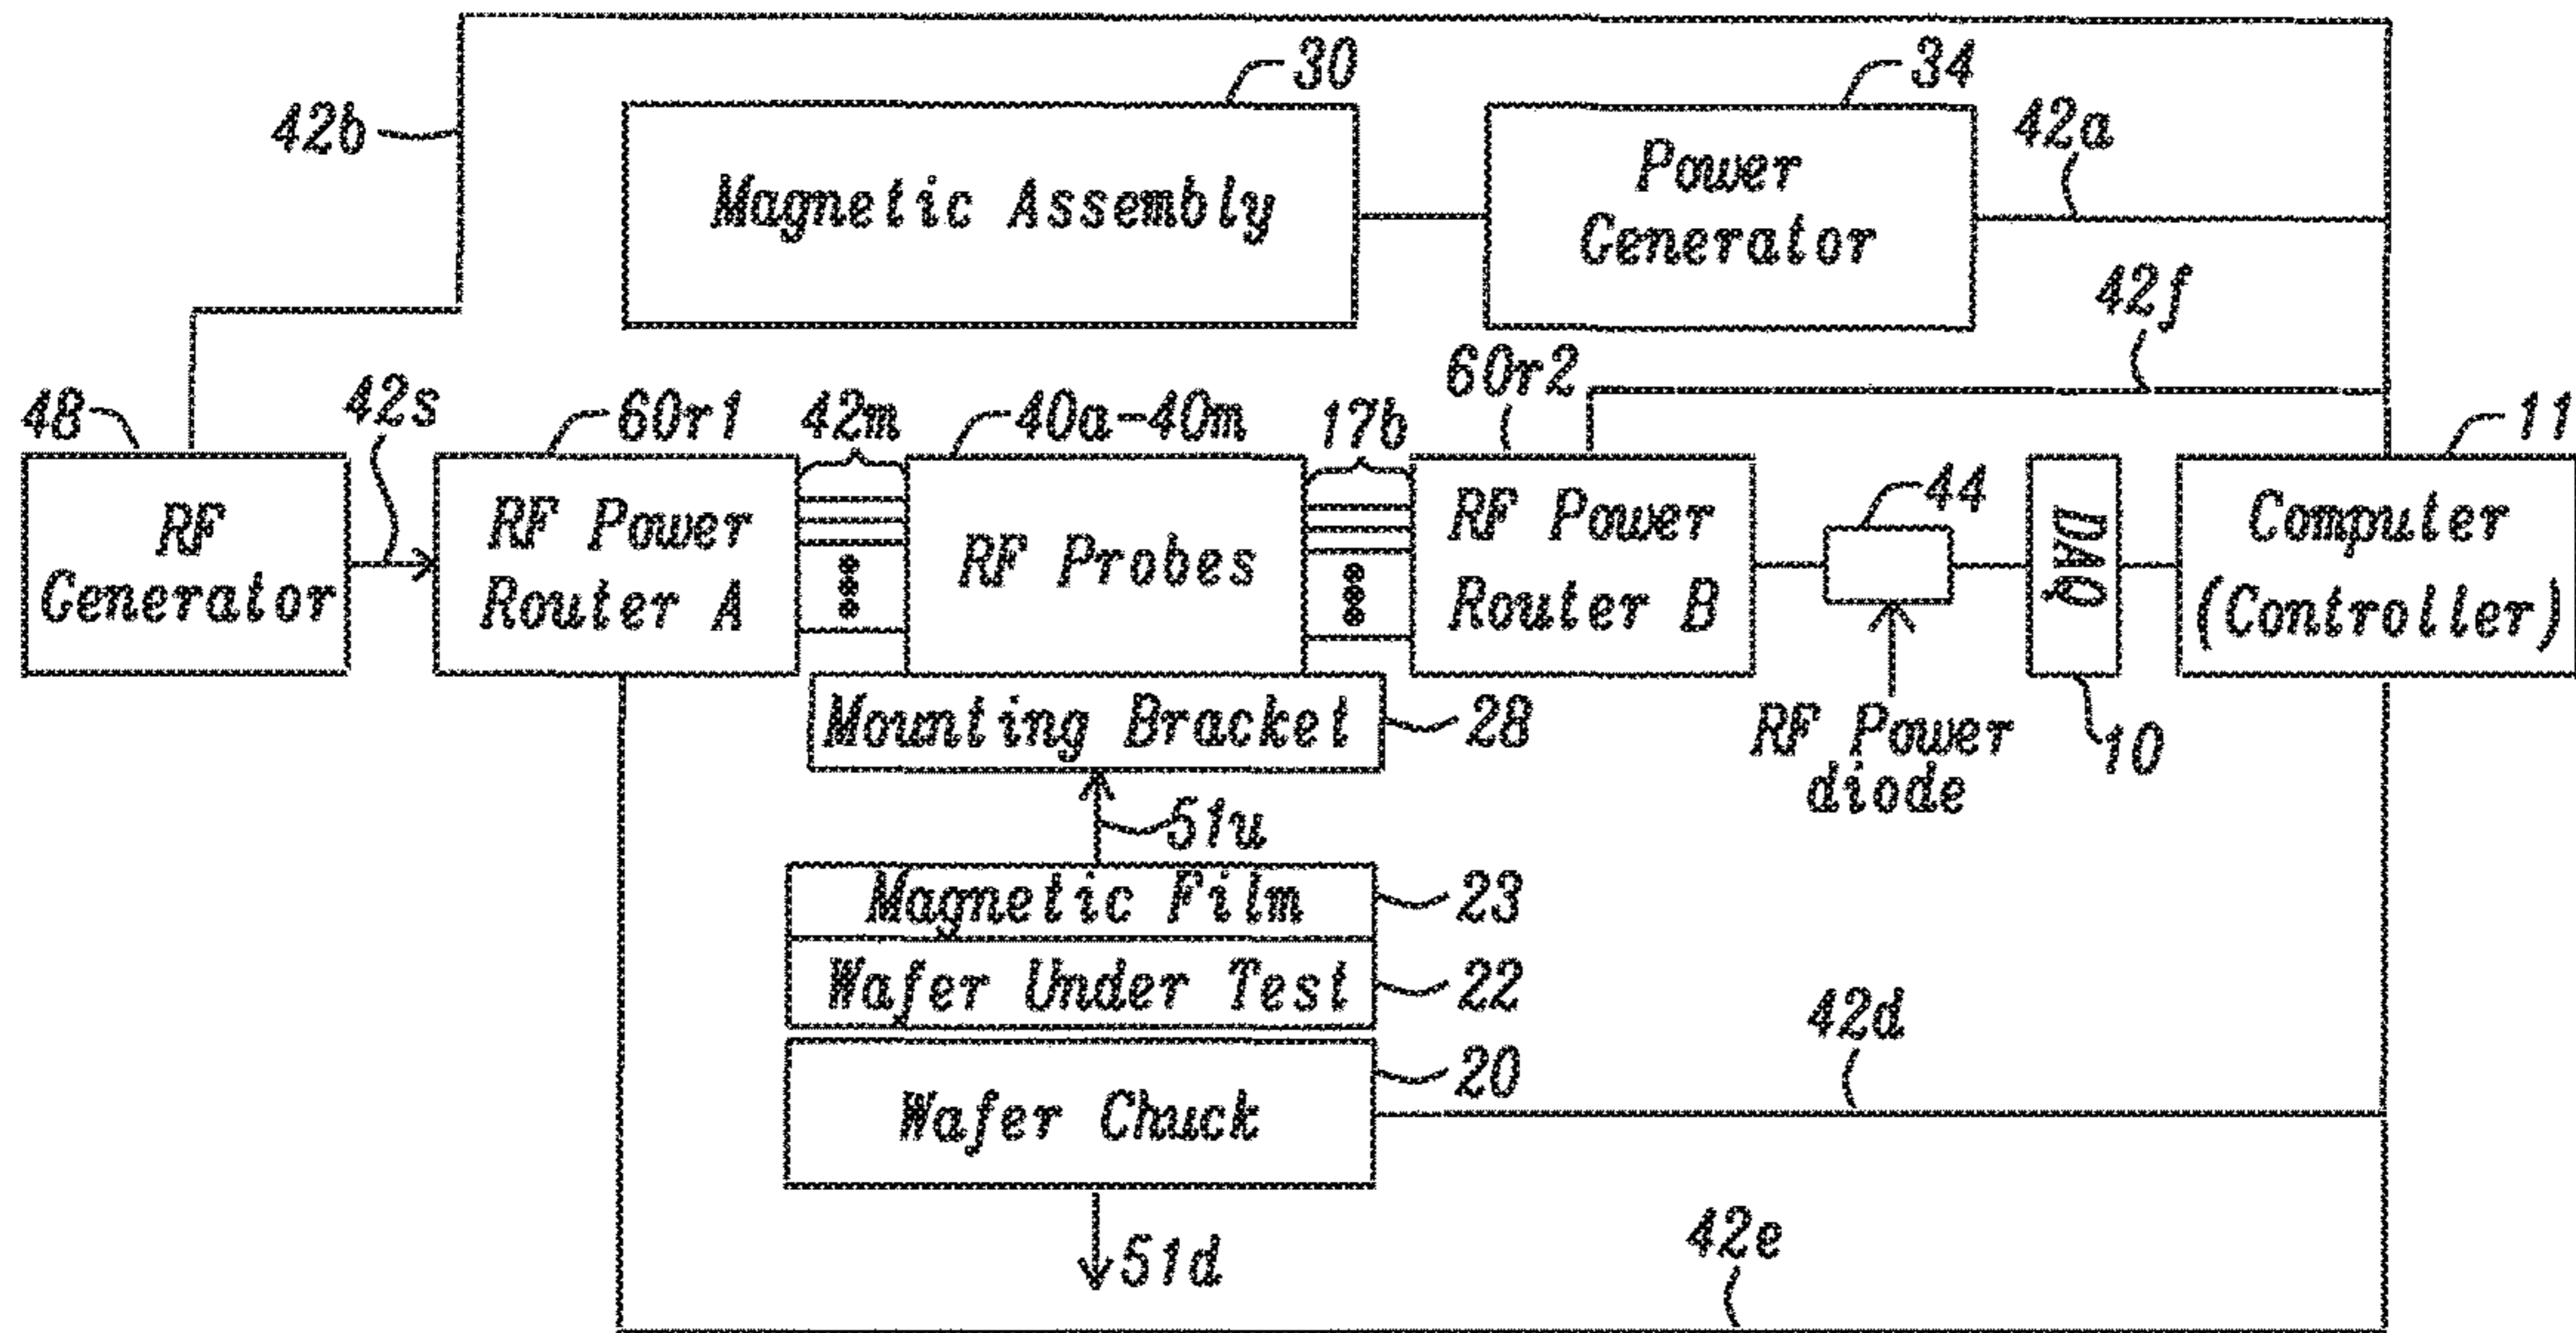 30
34
42b
42a
Magnetic Assembly
Power
Generator
42f
60r2
48
42s
60r1
42m
40a-40m
17b
11
RF
Generator
RF Power
Router A
RF Probes
RF Power
Router B
44
DAQ
Computer
(Controller)
Mounting Bracket
28
RF Power
diode
10
51u
Magnetic Film
23
Wafer Under Test
22
42d
20
Wafer Chuck
42e
51d